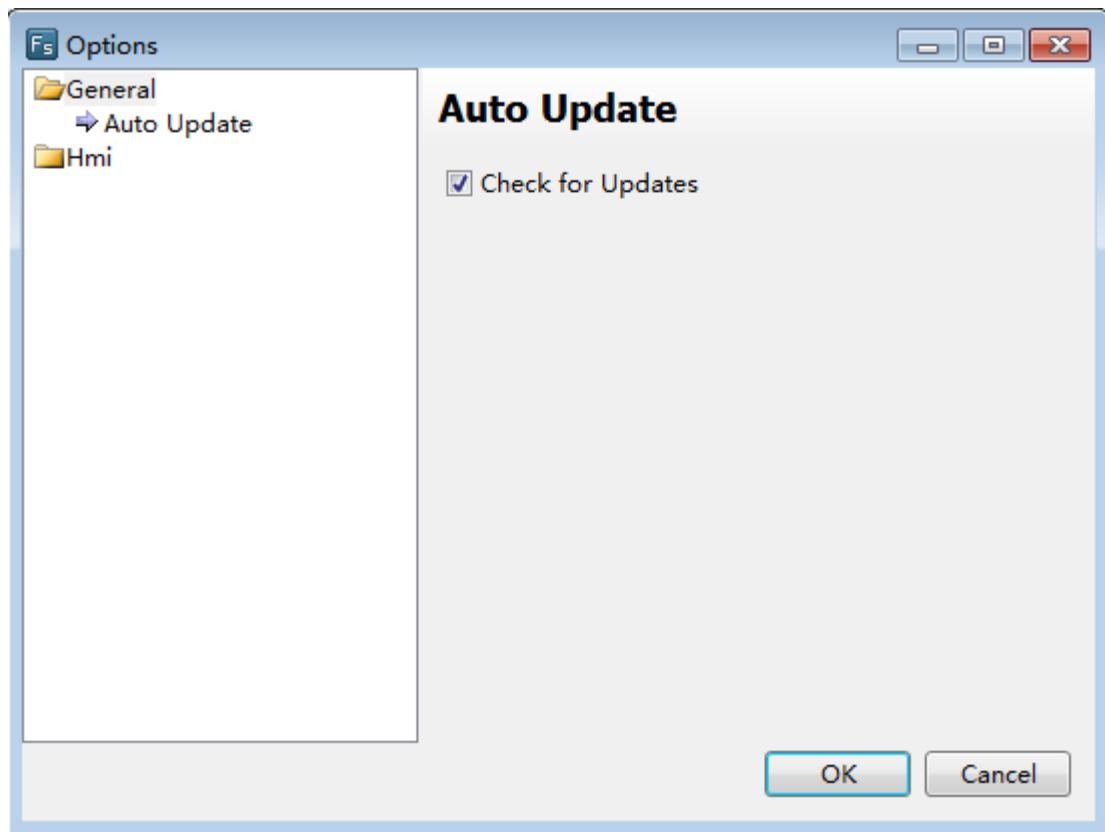 Fs Options
General
Auto Update
Hmi
Auto Update
Check for Updates
OK Cancel